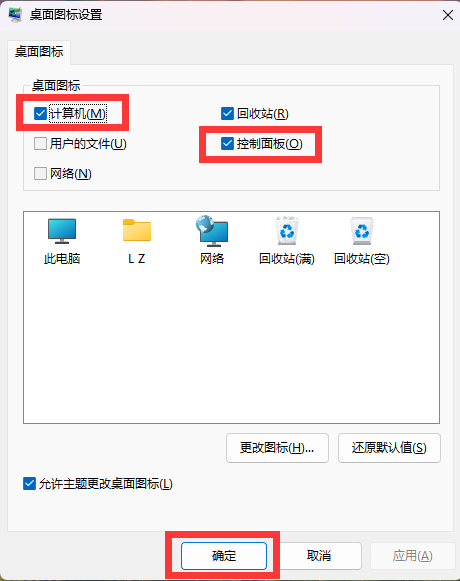 桌面图标设置
桌面图标
桌面图标
计算机(M)
回收站(R)
用户的文件(U)
控制面板(O)
网络(N)
此电脑
L Z
网络
回收站(满)
回收站(空)
更改图标(H)...
还原默认值(S)
允许主题更改桌面图标(L)
确定
取消
应用(A)